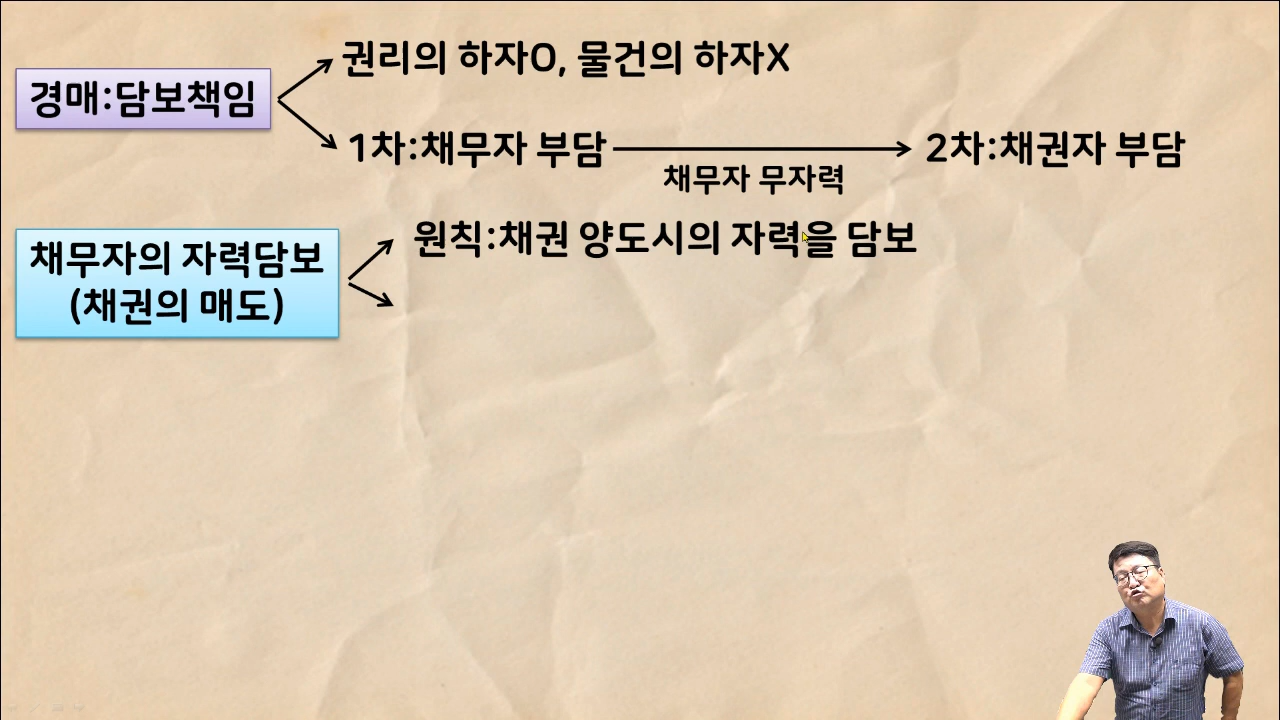 권리의 하자O, 물건의 하자X
경매:담보책임
1차:채무자 부담
채무자 무자력
2차:채권자 부담
채무자의 자력담보
(채권의 매도)
원칙:채권 양도시의 자력을 담보